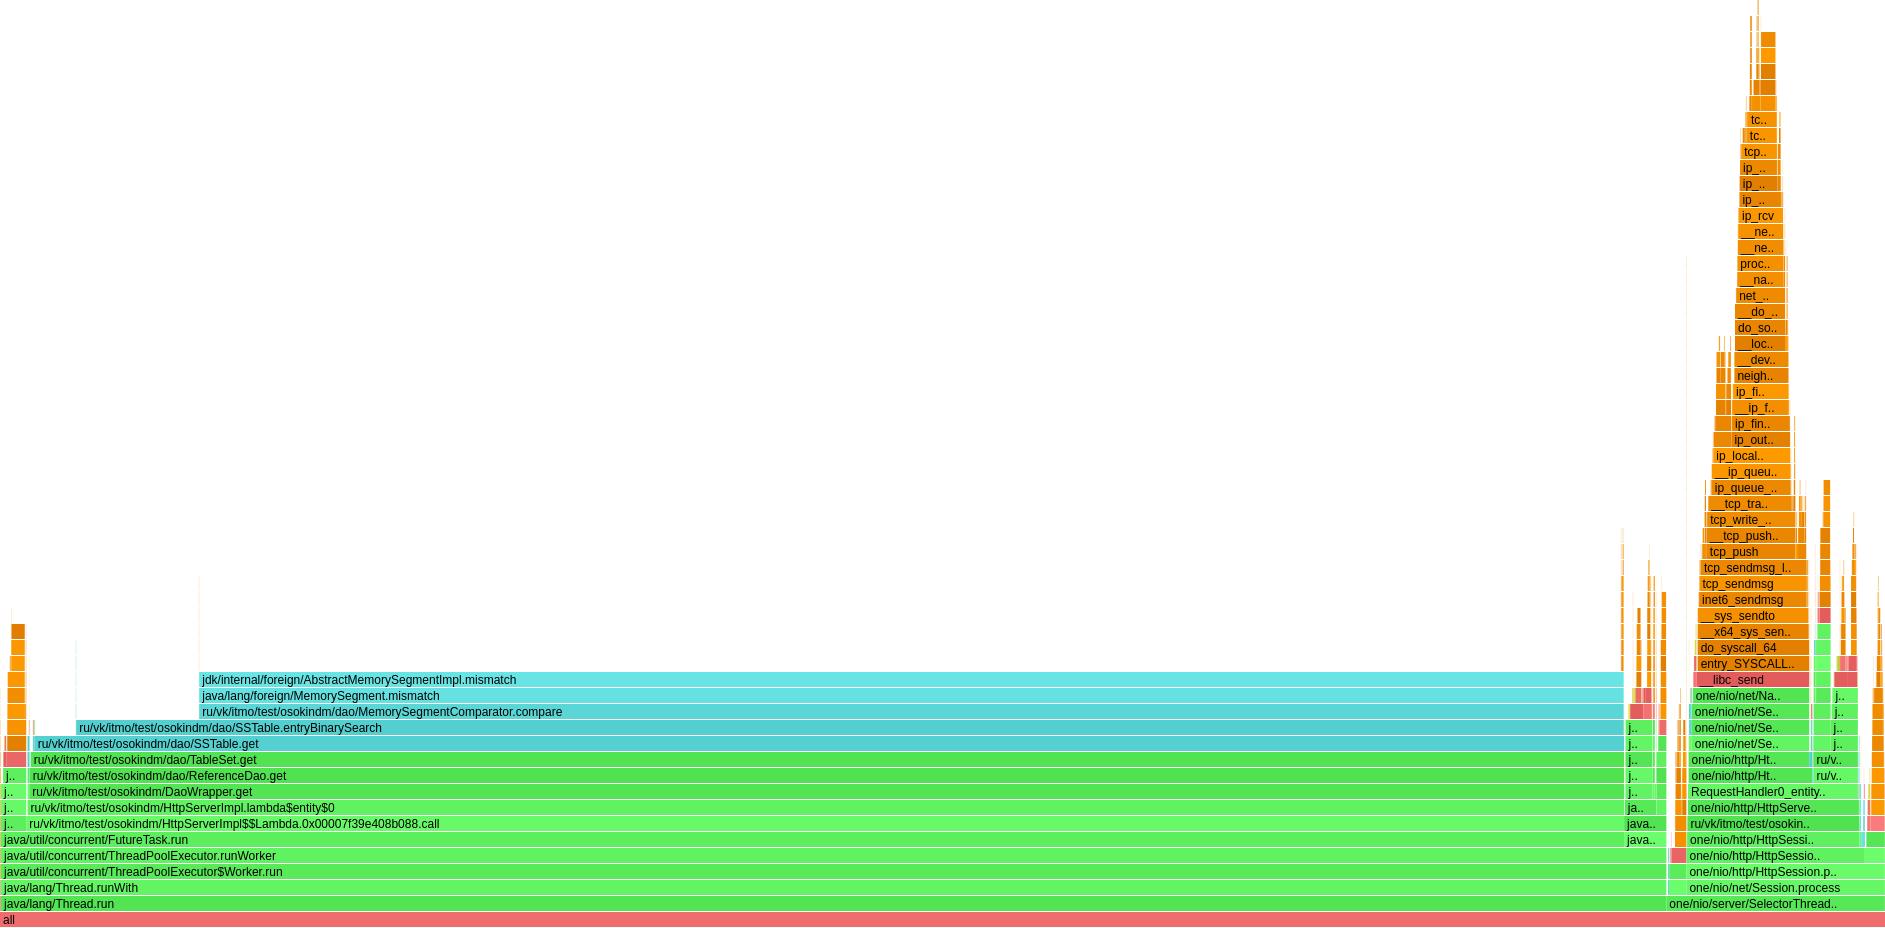 tc..
tc..
tcp..
ip_..
ip_..
ip_..
ip_rcv
__ne..
__ne..
proc..
__na..
net_..
__do_..
do_so..
__loc..
__dev..
neigh..
ip_fi..
__ip_f..
ip_fin..
ip_out..
ip_local..
__ip_queu..
ip_queue_..
__tcp_tra..
tcp_write_..
__tcp_push..
tcp_push
tcp_sendmsg_l..
tcp_sendmsg
inet6_sendmsg
__sys_sendto
__x64_sys_sen..
do_syscall_64
entry_SYSCALL..
jdk/internal/foreign/AbstractMemorySegmentImpl.mismatch __libc_send
java/lang/foreign/MemorySegment.mismatch one/nio/net/Na.. j..
ru/vk/itmo/test/osokindm/dao/MemorySegmentComparator.compare one/nio/net/Se.. j..
ru/vk/itmo/test/osokindm/dao/SSTable.entryBinarySearch j.. one/nio/net/Se.. j..
ru/vk/itmo/test/osokindm/dao/SSTable.get j.. one/nio/net/Se.. j..
ru/vk/itmo/test/osokindm/dao/TableSet.get j.. one/nio/http/Ht.. ru/v..
j.. ru/vk/itmo/test/osokindm/dao/ReferenceDao.get j.. one/nio/http/Ht.. ru/v..
j.. ru/vk/itmo/test/osokindm/DaoWrapper.get j.. RequestHandler0_entity..
j.. ru/vk/itmo/test/osokindm/HttpServerImpl.lambda$entity$0 ja.. one/nio/http/HttpServe..
j.. ru/vk/itmo/test/osokindm/HttpServerImpl$$Lambda.0x00007f39e408b088.call java.. ru/vk/itmo/test/osokin..
java/util/concurrent/FutureTask.run java.. one/nio/http/HttpSessi..
java/util/concurrent/ThreadPoolExecutor.runWorker one/nio/http/HttpSessio..
java/util/concurrent/ThreadPoolExecutor$Worker.run one/nio/http/HttpSession.p..
java/lang/Thread.runWith one/nio/net/Session.process
java/lang/Thread.run one/nio/server/SelectorThread..
all